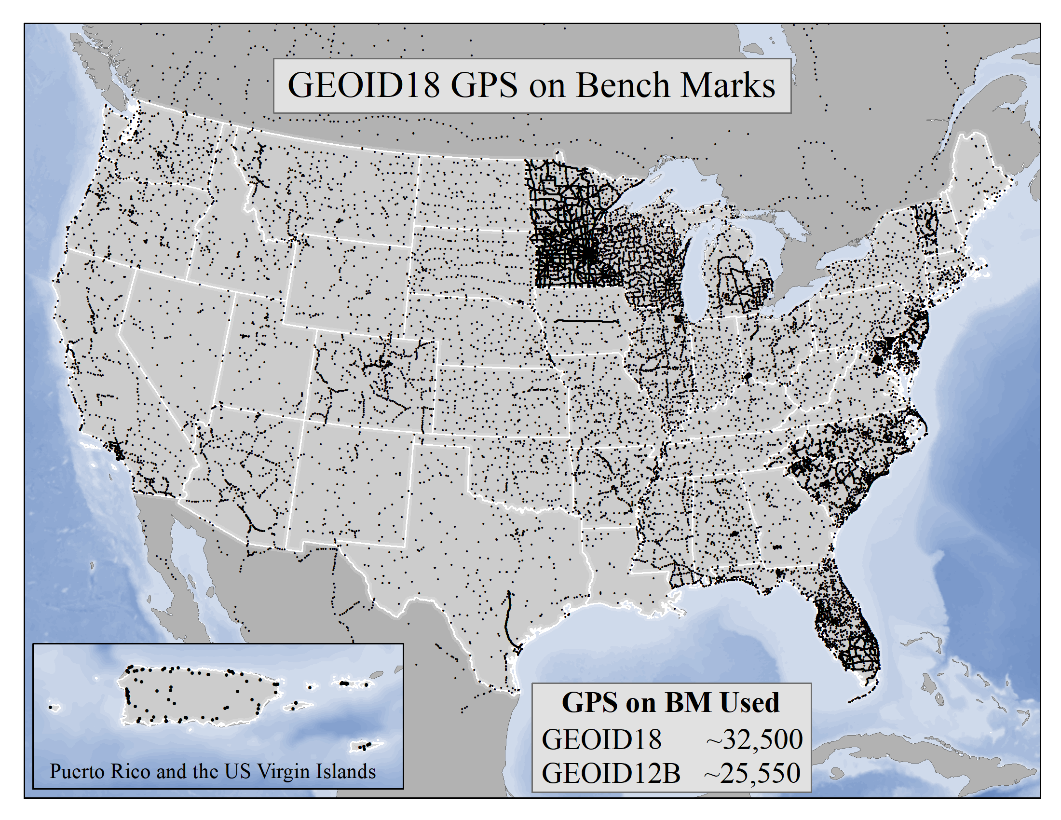 GEOID18 GPS on Bench Marks
GPS on BM Used
GEOID18 ~32,500
GEOID12B ~25,550
Puerto Rico and the US Virgin Islands